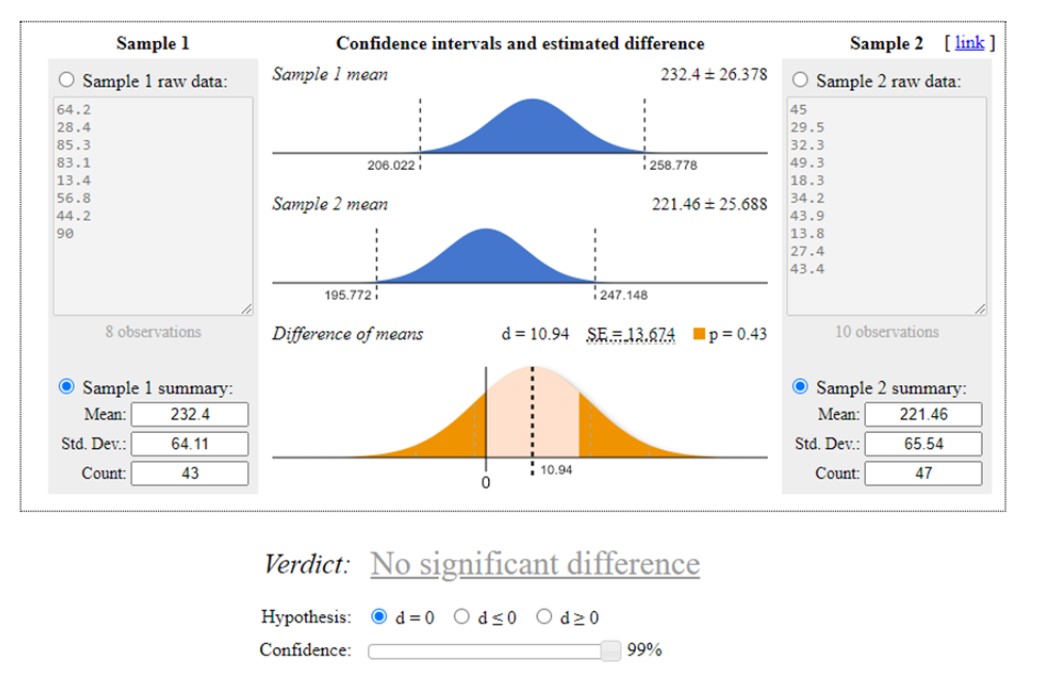 Sample 1
Sample 1 raw data:
64.2
28.4
85.3
83.1
13.4
56.8
44.2
90
8 observations
Sample 1 summary:
Mean: 232.4
Std. Dev.: 64.11
Count: 43
Confidence intervals and estimated difference
Sample 1 mean 232.4 ± 26.378
206.022 258.778
Sample 2 mean 221.46 ± 25.688
195.772 247.148
Difference of means d = 10.94 SE = 13.674 p = 0.43
10.94
0
Sample 2 [ link ]
Sample 2 raw data:
45
29.5
32.3
49.3
18.3
34.2
43.9
13.8
27.4
43.4
10 observations
Sample 2 summary:
Mean: 221.46
Std. Dev.: 65.54
Count: 47
Verdict: No significant difference
Hypothesis: d = 0 d ≤ 0 d ≥ 0
Confidence: 99%